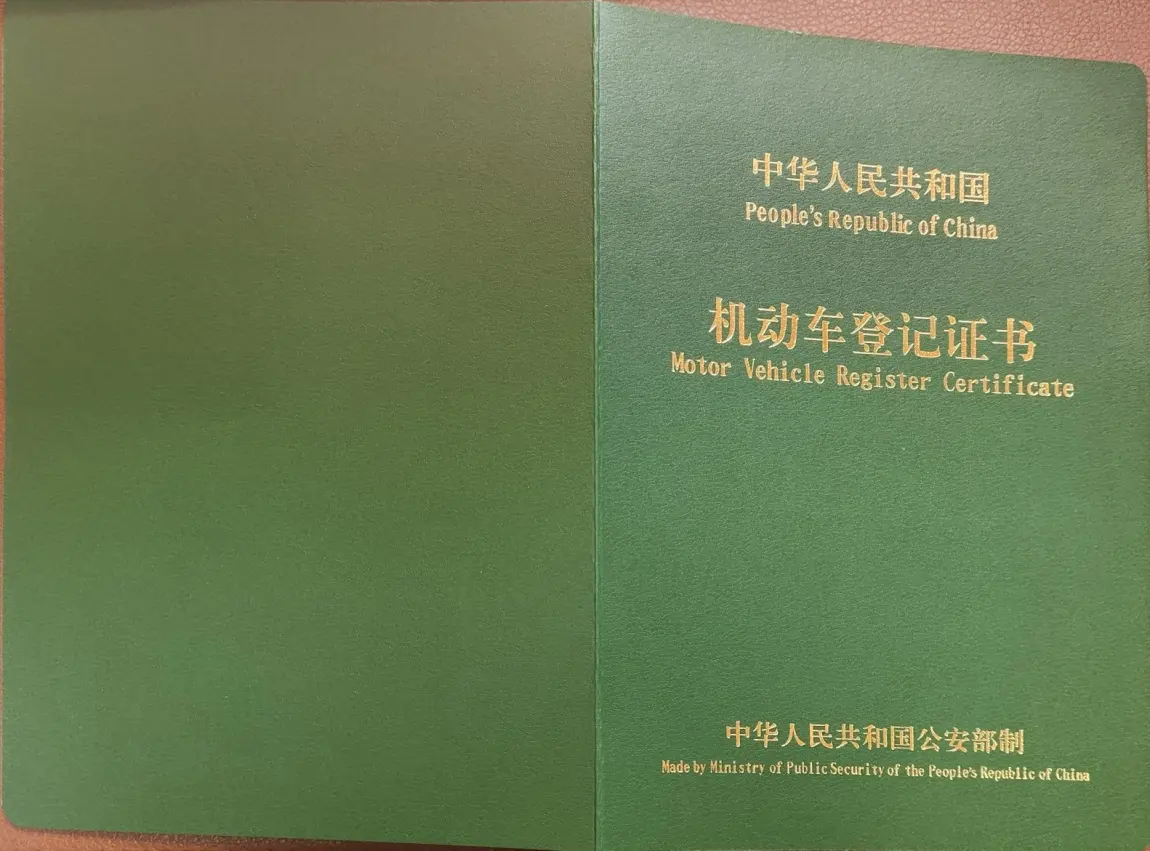 中华人民共和国
People's Republic of China
机动车登记证书
Motor Vehicle Register Certificate
中华人民共和国公安部制
Made by Ministry of Public Security of the People's Republic of China